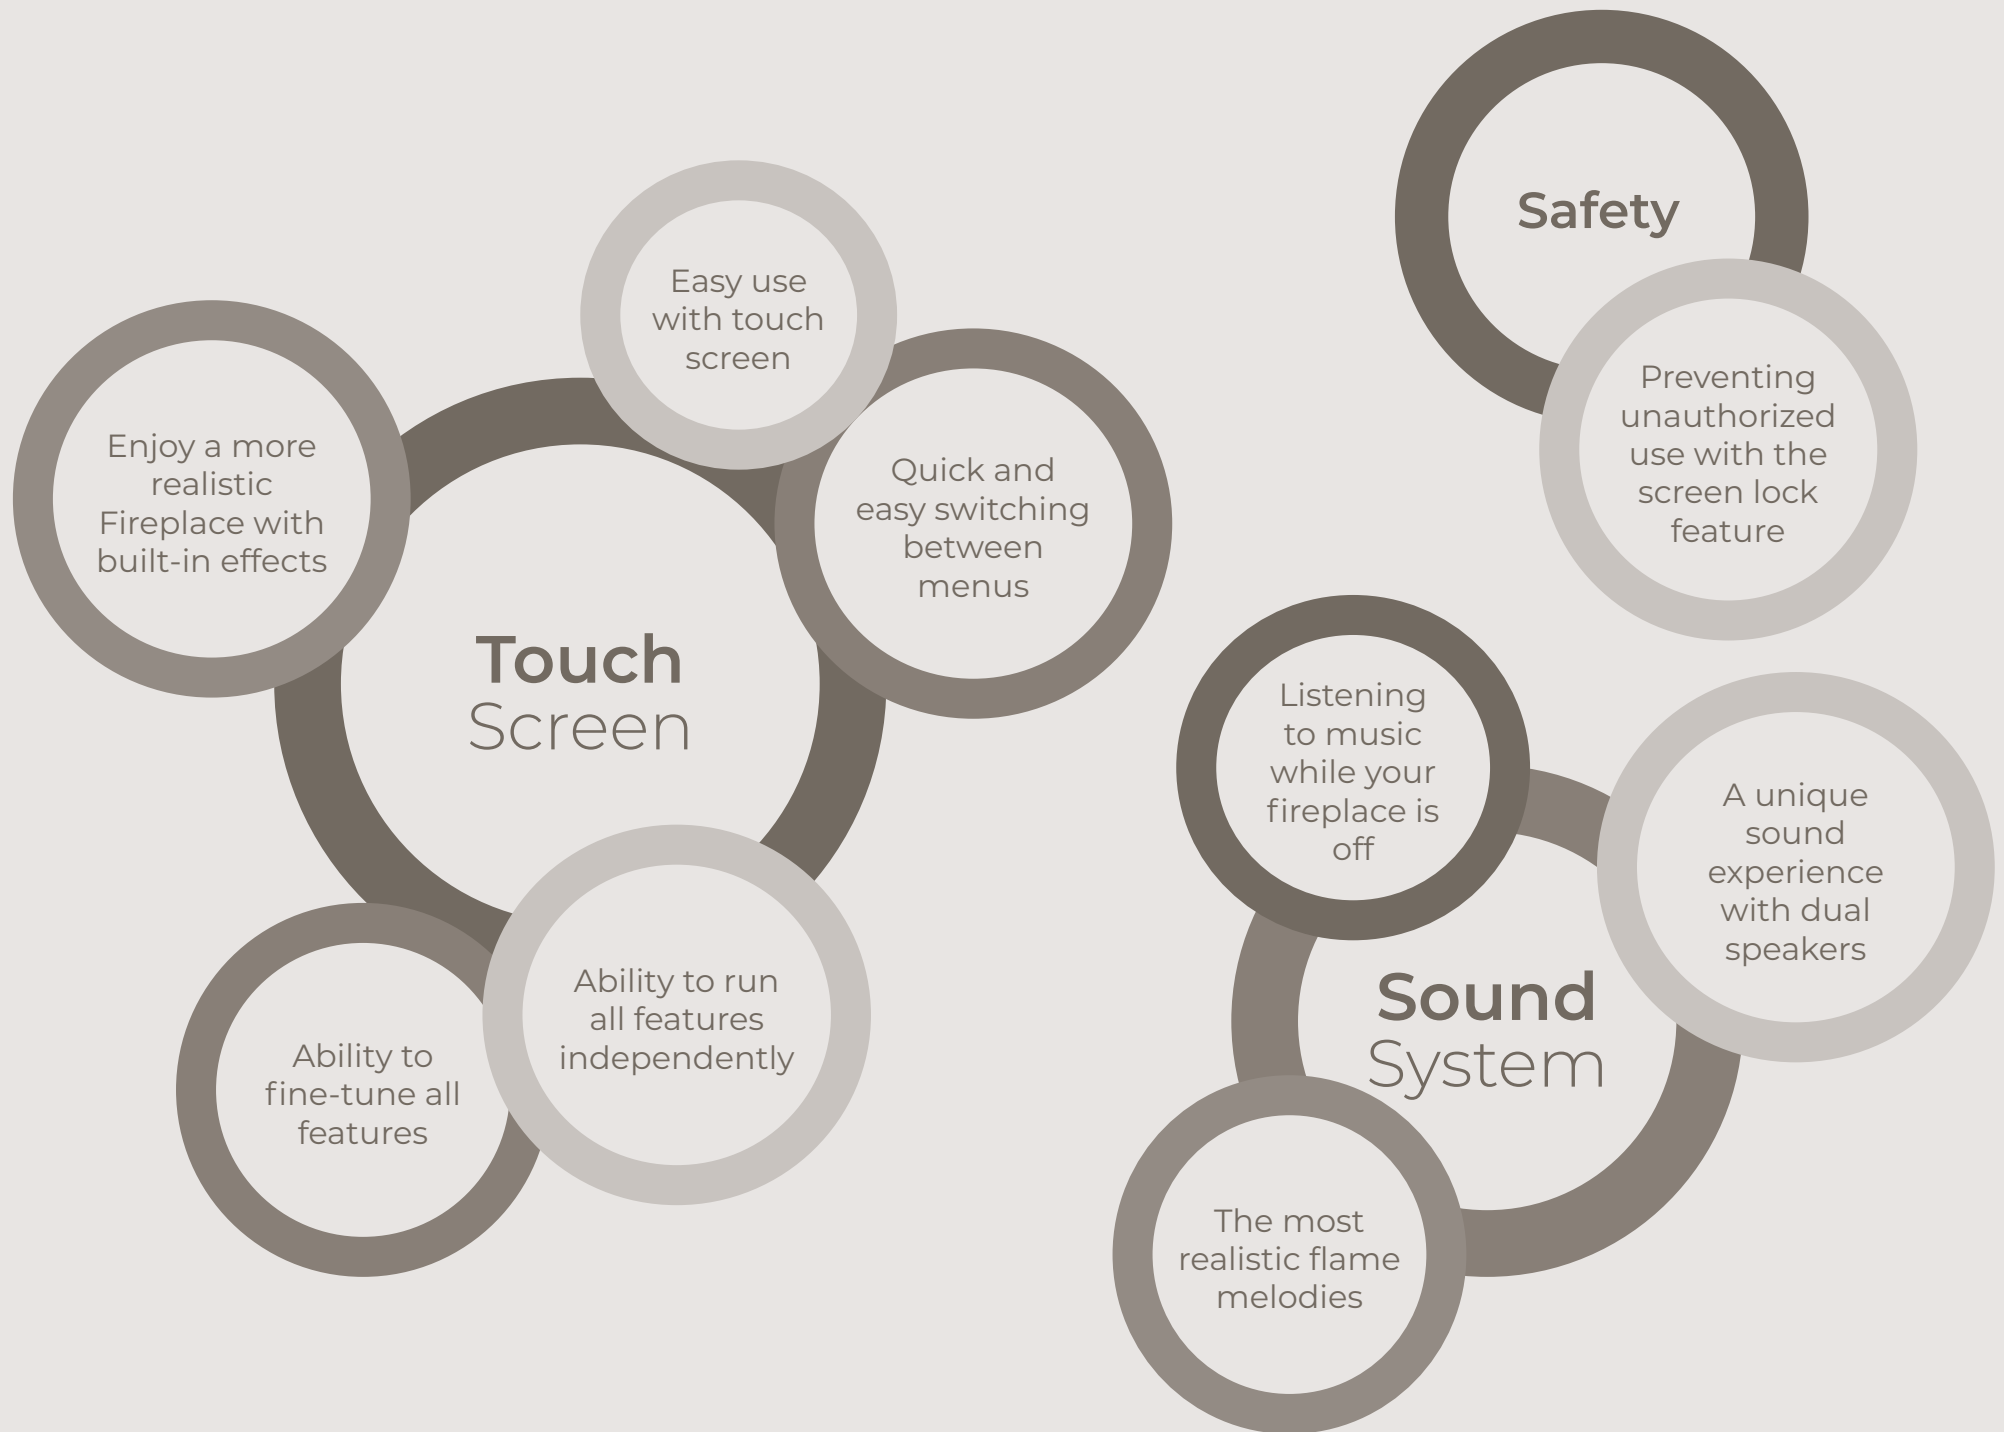 Touch
Screen
Enjoy a more
realistic
Fireplace with
built-in effects
Easy use
with touch
screen
Quick and
easy switching
between
menus
Ability to
fine-tune all
features
Ability to run
all features
independently
Safety
Preventing
unauthorized
use with the
screen lock
feature
Sound
System
Listening
to music
while your
fireplace is
off
A unique
sound
experience
with dual
speakers
The most
realistic flame
melodies